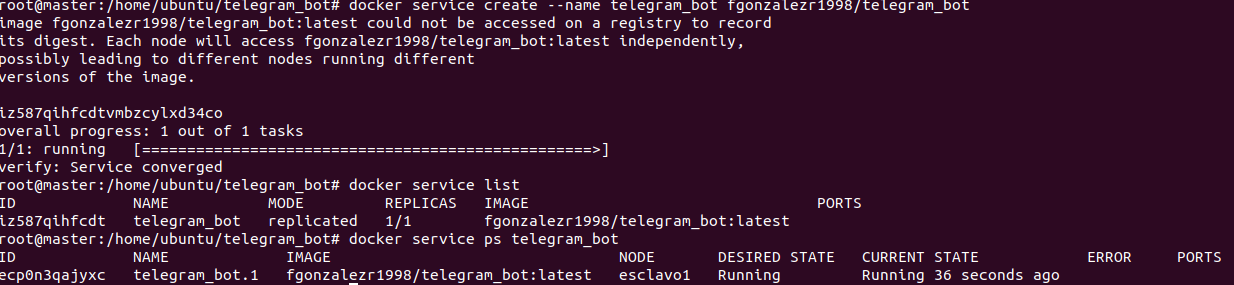 root@master:/home/ubuntu/telegram_bot# docker service create --name telegram_bot fgonzalezr1998/telegram_bot
image fgonzalezr1998/telegram_bot:latest could not be accessed on a registry to record
its digest. Each node will access fgonzalezr1998/telegram_bot:latest independently,
possibly leading to different nodes running different
versions of the image.
iz587qihfcdtvmbzcylxd34co
overall progress: 1 out of 1 tasks
1/1: running   [==================================================>]
verify: Service converged
root@master:/home/ubuntu/telegram_bot# docker service list
ID             NAME           MODE         REPLICAS   IMAGE                                PORTS
iz587qihfcdt   telegram_bot   replicated   1/1        fgonzalezr1998/telegram_bot:latest
root@master:/home/ubuntu/telegram_bot# docker service ps telegram_bot
ID             NAME             IMAGE                                NODE       DESIRED STATE   CURRENT STATE            ERROR     PORTS
ecp0n3qajyxc   telegram_bot.1   fgonzalezr1998/telegram_bot:latest   esclavo1   Running         Running 36 seconds ago